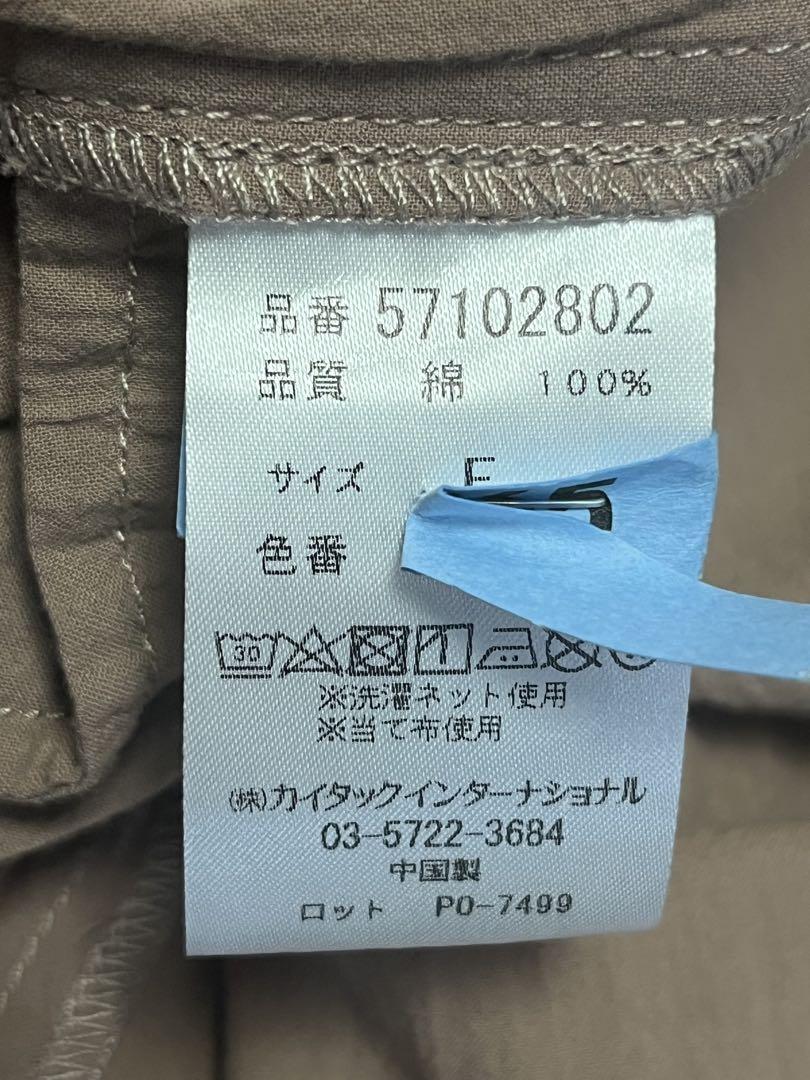 品番 57102802
品質 綿 100%
サイズ F
色番
30
※洗濯ネット使用
※当て布使用
(株)カイタックインターナショナル
03-5722-3684
中国製
ロット PO-7499